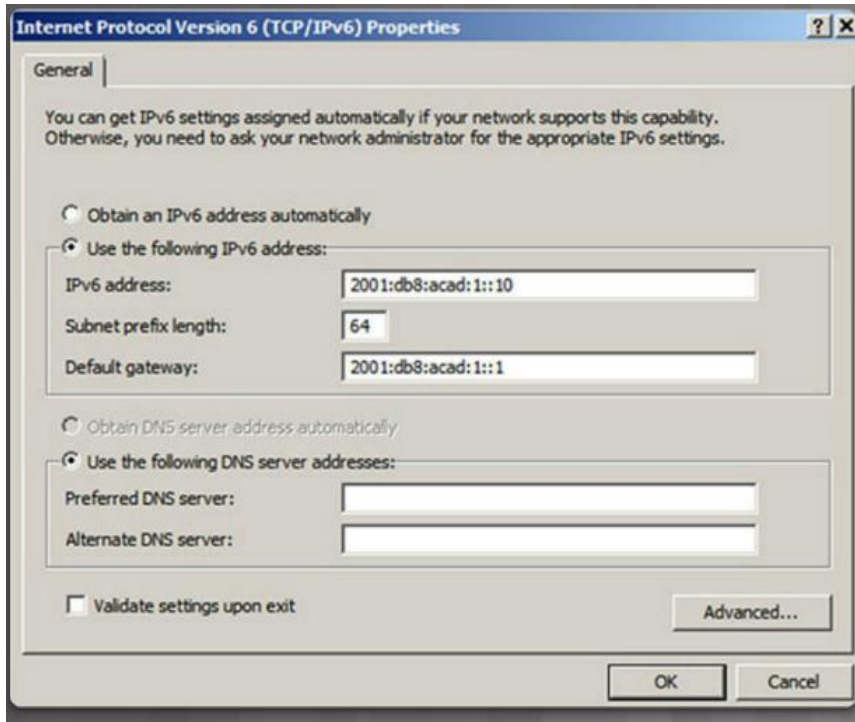 Internet Protocol Version 6 (TCP/IPv6) Properties
General
You can get IPv6 settings assigned automatically if your network supports this capability.
Otherwise, you need to ask your network administrator for the appropriate IPv6 settings.
Obtain an IPv6 address automatically
Use the following IPv6 address:
IPv6 address: 2001:db8:acad:1::10
Subnet prefix length: 64
Default gateway: 2001:db8:acad:1::1
Obtain DNS server address automatically
Use the following DNS server addresses:
Preferred DNS server:
Alternate DNS server:
Validate settings upon exit
Advanced...
OK Cancel